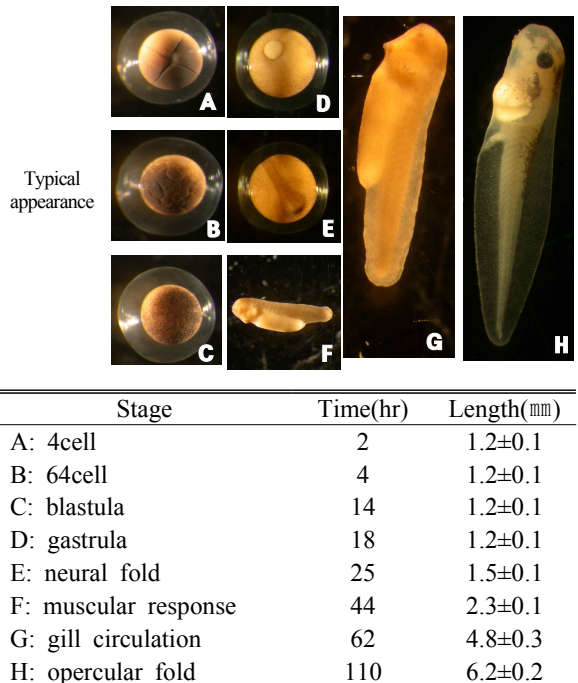 A
D
Typical
appearance
B
E
C
F
G
H
Stage Time(hr) Length(㎜)
A: 4cell 2 1.2±0.1
B: 64cell 4 1.2±0.1
C: blastula 14 1.2±0.1
D: gastrula 18 1.2±0.1
E: neural fold 25 1.5±0.1
F: muscular response 44 2.3±0.1
G: gill circulation 62 4.8±0.3
H: opercular fold 110 6.2±0.2